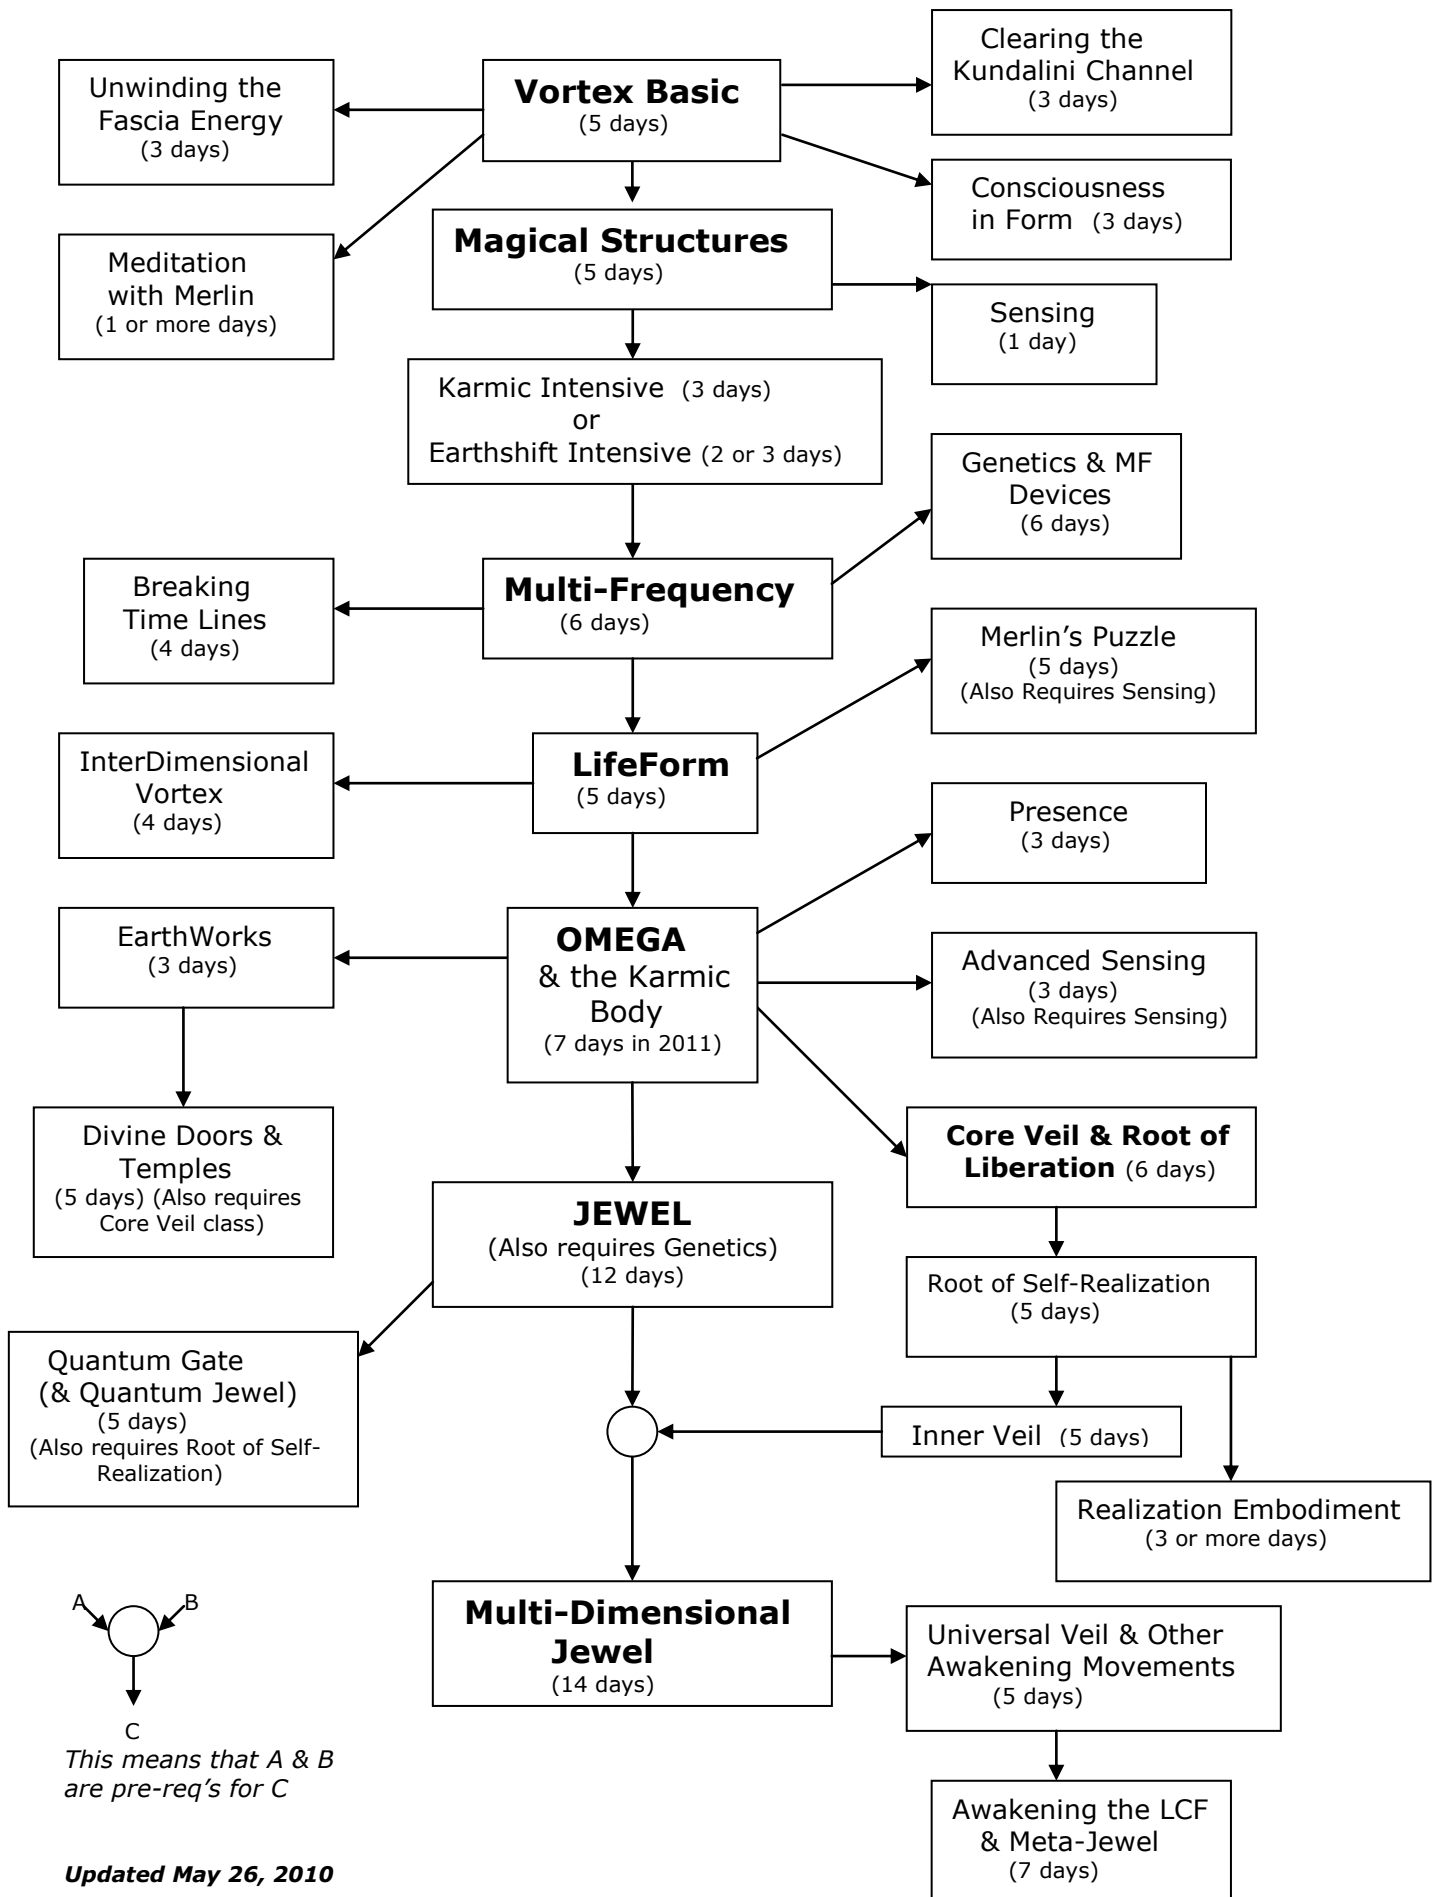 Clearing the
Kundalini Channel
(3 days)
Unwinding the
Fascia Energy
(3 days)
Vortex Basic
(5 days)
Consciousness
in Form (3 days)
Magical Structures
(5 days)
Meditation
with Merlin
(1 or more days)
Sensing
(1 day)
Karmic Intensive (3 days)
or
Earthshift Intensive (2 or 3 days)
Genetics & MF
Devices
(6 days)
Breaking
Time Lines
(4 days)
Multi-Frequency
(6 days)
Merlin’s Puzzle
(5 days)
(Also Requires Sensing)
InterDimensional
Vortex
(4 days)
LifeForm
(5 days)
Presence
(3 days)
EarthWorks
(3 days)
OMEGA
& the Karmic
Body
(7 days in 2011)
Advanced Sensing
(3 days)
(Also Requires Sensing)
Divine Doors &
Temples
(5 days) (Also requires
Core Veil class)
Core Veil & Root of
Liberation (6 days)
JEWEL
(Also requires Genetics)
(12 days)
Root of Self-Realization
(5 days)
Quantum Gate
(& Quantum Jewel)
(5 days)
(Also requires Root of Self-
Realization)
Inner Veil (5 days)
Realization Embodiment
(3 or more days)
A B
C
This means that A & B
are pre-req’s for C
Multi-Dimensional
Jewel
(14 days)
Universal Veil & Other
Awakening Movements
(5 days)
Awakening the LCF
& Meta-Jewel
(7 days)
Updated May 26, 2010